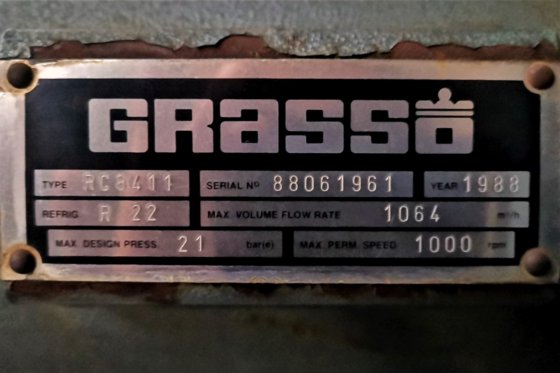 GRASSO
TYPE RC8411 SERIAL Nº 88061961 YEAR 1988
REFRIG R 22 MAX. VOLUME FLOW RATE 1064 m³/h
MAX. DESIGN PRESS. 21 bar(e) MAX. PERM. SPEED 1000 rpm